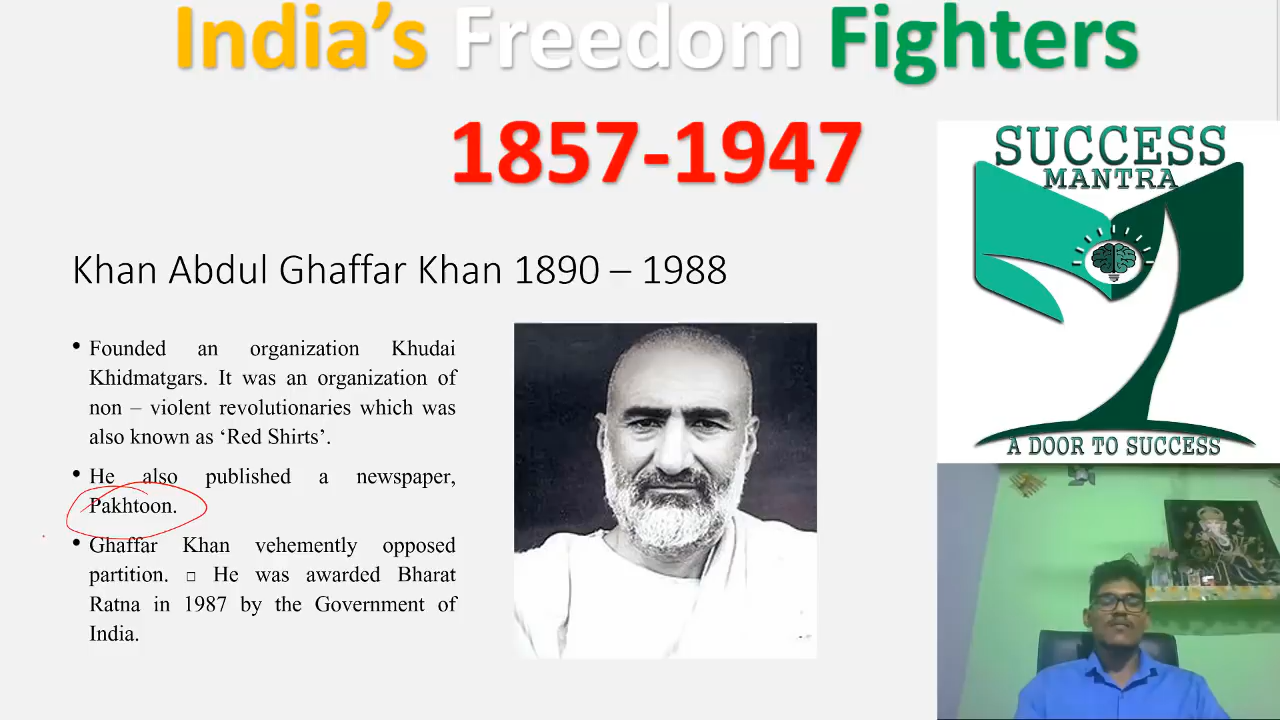 India's Freedom Fighters
1857-1947
SUCCESS
MANTRA
A DOOR TO SUCCESS
Khan Abdul Ghaffar Khan 1890 – 1988
• Founded an organization Khudai
Khidmatgars. It was an organization of
non – violent revolutionaries which was
also known as ‘Red Shirts’.
• He also published a newspaper,
Pakhtoon.
• Ghaffar Khan vehemently opposed
partition. □ He was awarded Bharat
Ratna in 1987 by the Government of
India.